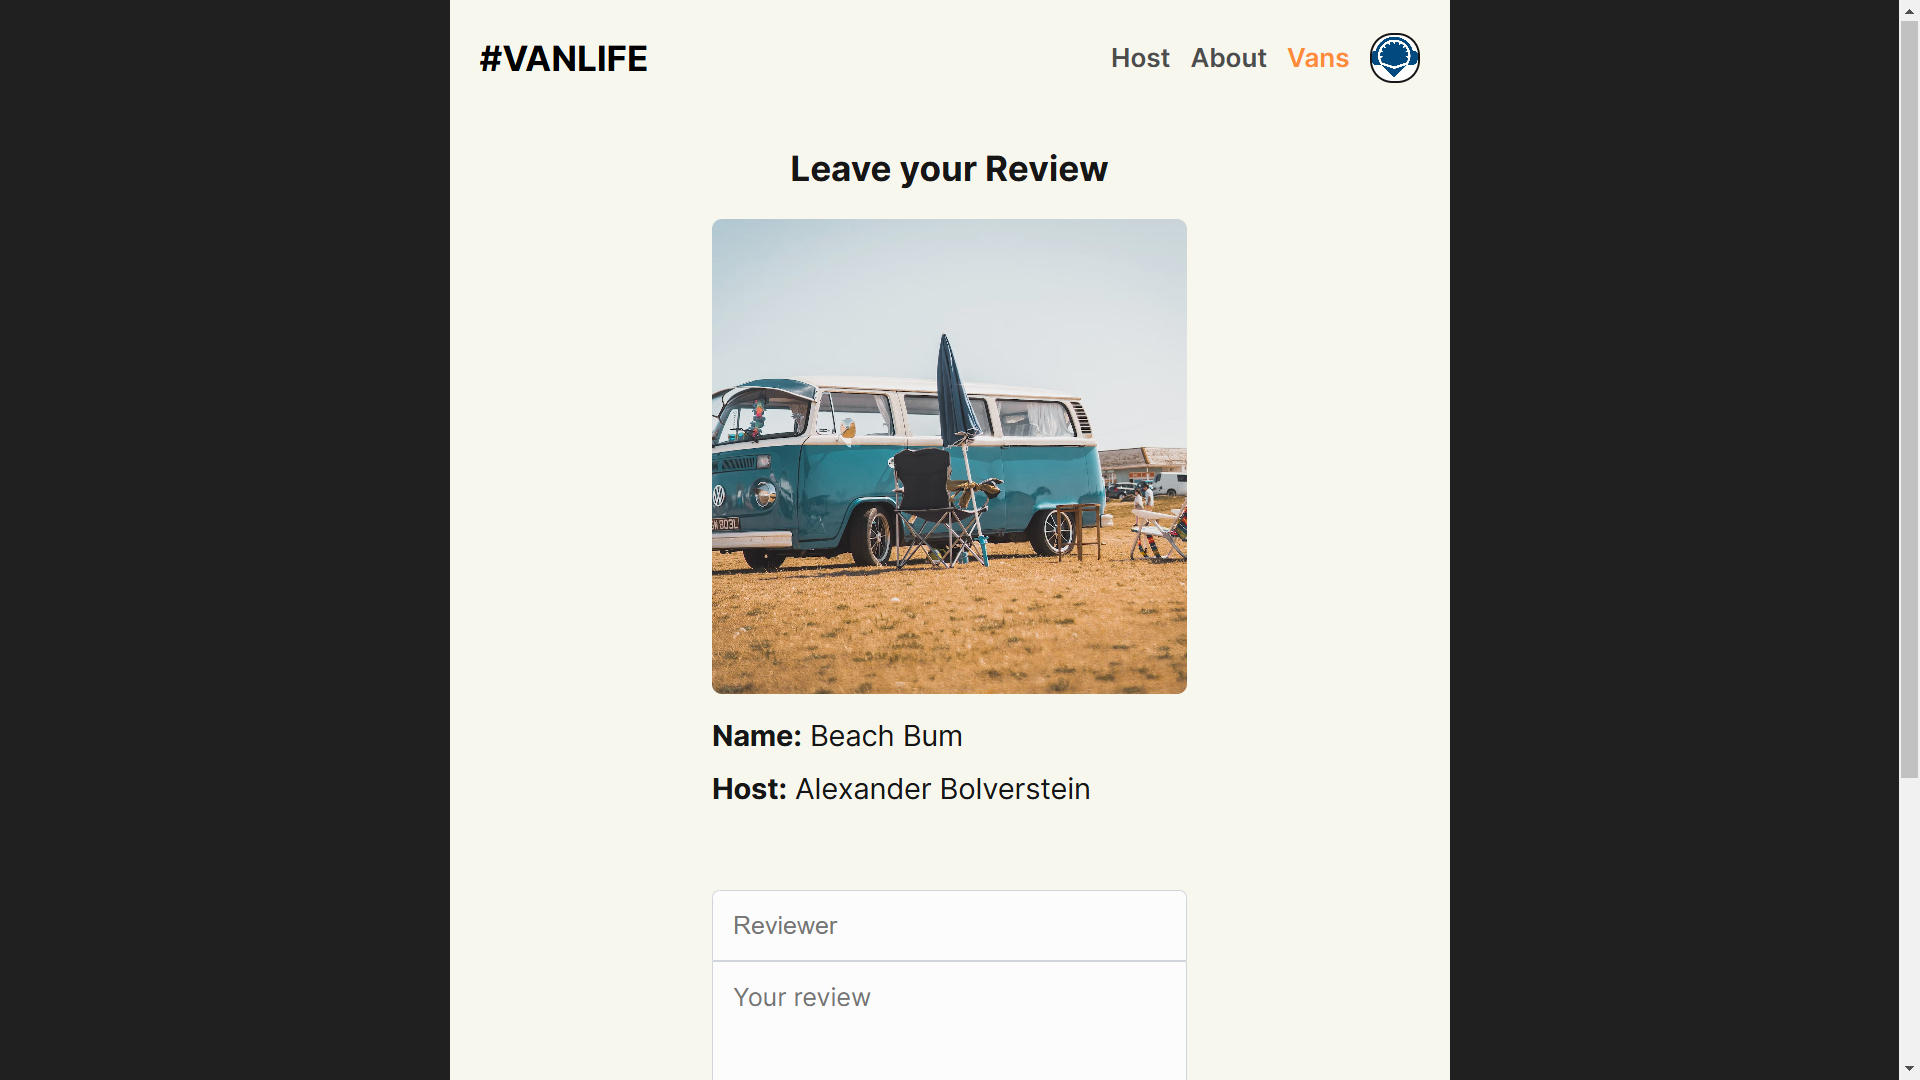 #VANLIFE
Host About Vans
Leave your Review
Name: Beach Bum
Host: Alexander Bolverstein
Reviewer
Your review